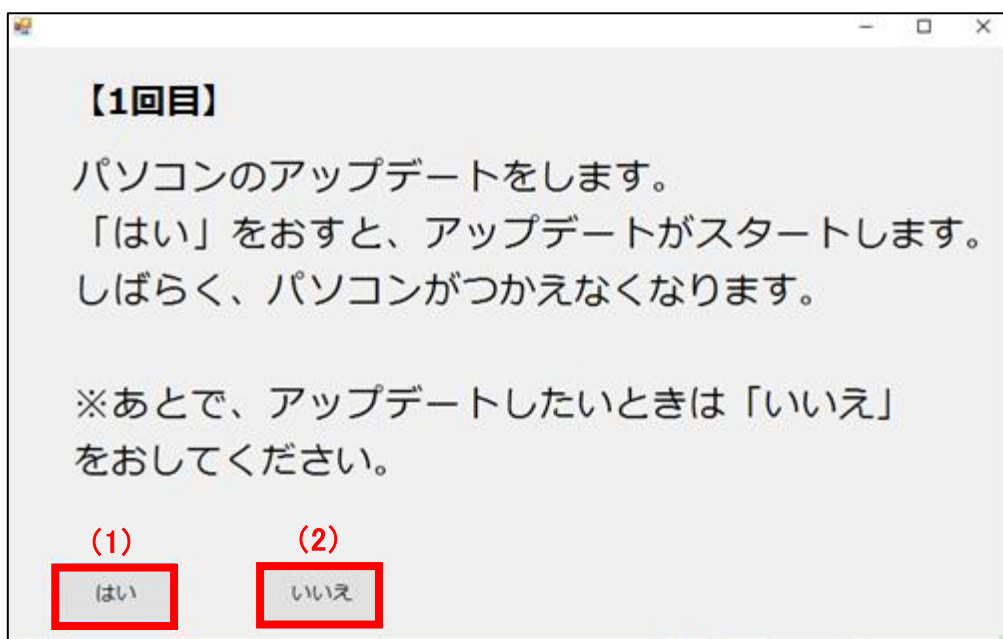 【1回目】
パソコンのアップデートをします。
「はい」をおすと、アップデートがスタートします。
しばらく、パソコンがつかえなくなります。
※あとで、アップデートしたいときは「いいえ」
をおしてください。
(1) (2)
はい いいえ